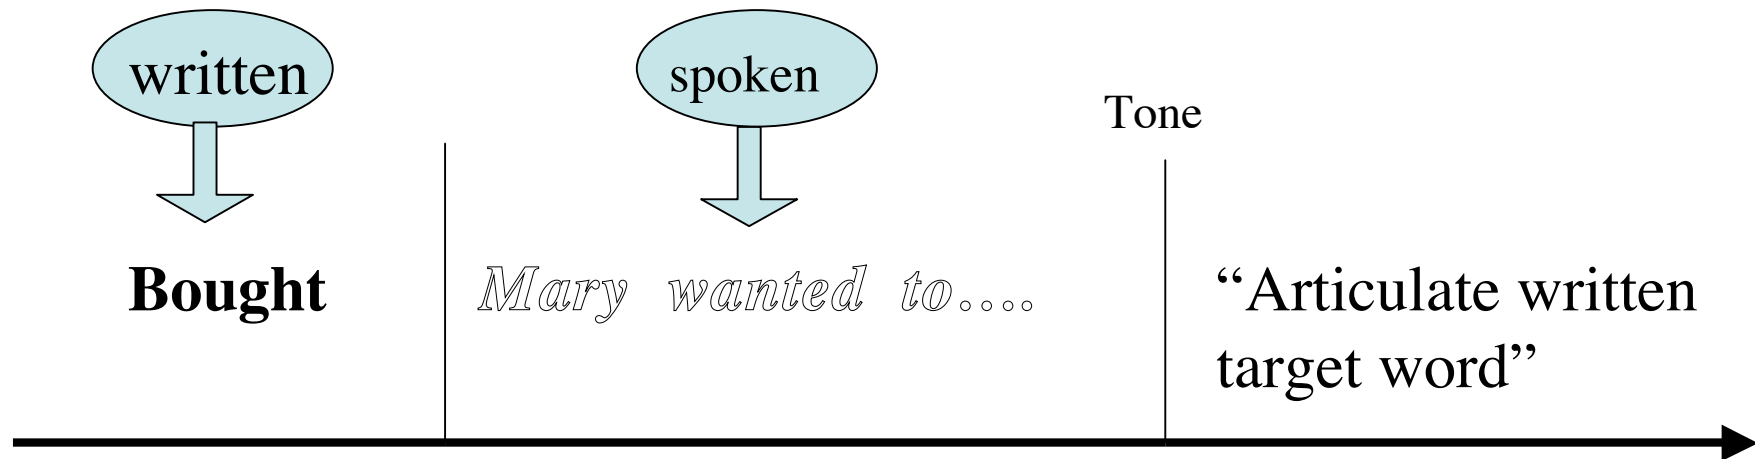 written
spoken
Tone
Bought
Mary wanted to....
“Articulate written
target word”